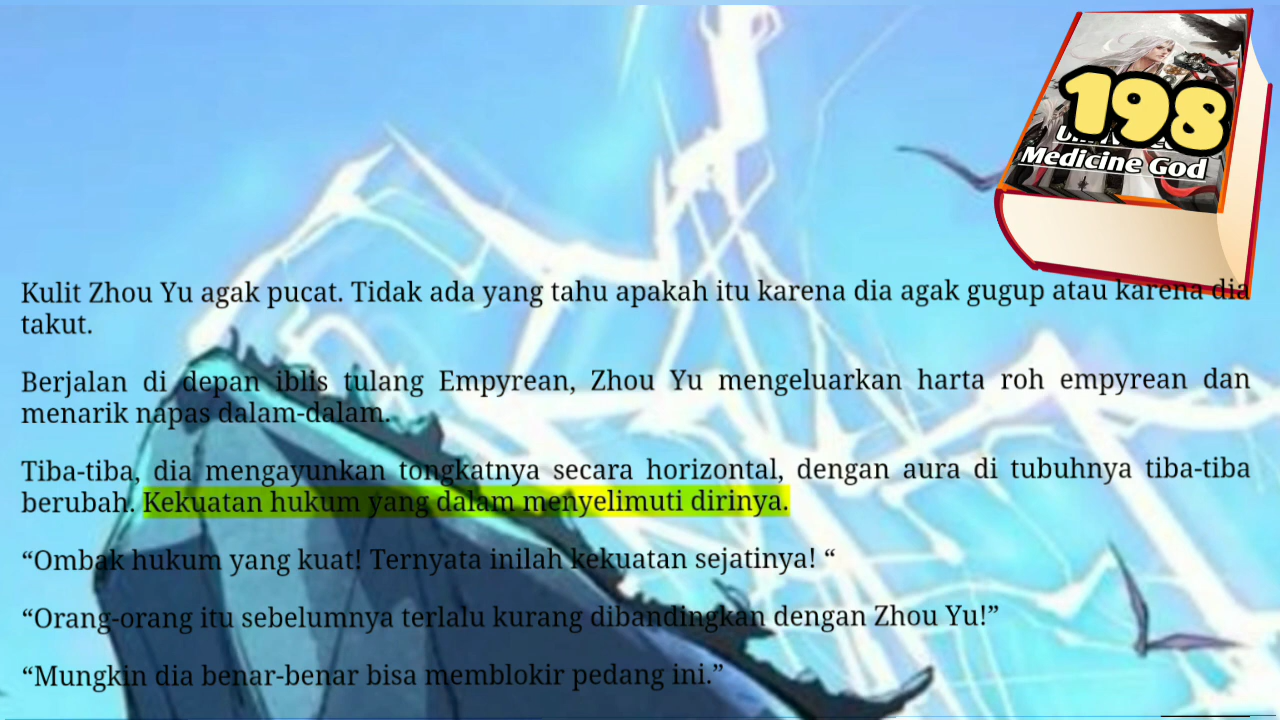 198
Medicine God
Kulit Zhou Yu agak pucat. Tidak ada yang tahu apakah itu karena dia agak gugup atau karena dia
takut.
Berjalan di depan iblis tulang Empyrean, Zhou Yu mengeluarkan harta roh empyrean dan
menarik napas dalam-dalam.
Tiba-tiba, dia mengayunkan tongkatnya secara horizontal, dengan aura di tubuhnya tiba-tiba
berubah. Kekuatan hukum yang dalam menyelimuti dirinya.
“Ombak hukum yang kuat! Ternyata inilah kekuatan sejatinya! “
“Orang-orang itu sebelumnya terlalu kurang dibandingkan dengan Zhou Yu!”
“Mungkin dia benar-benar bisa memblokir pedang ini.”